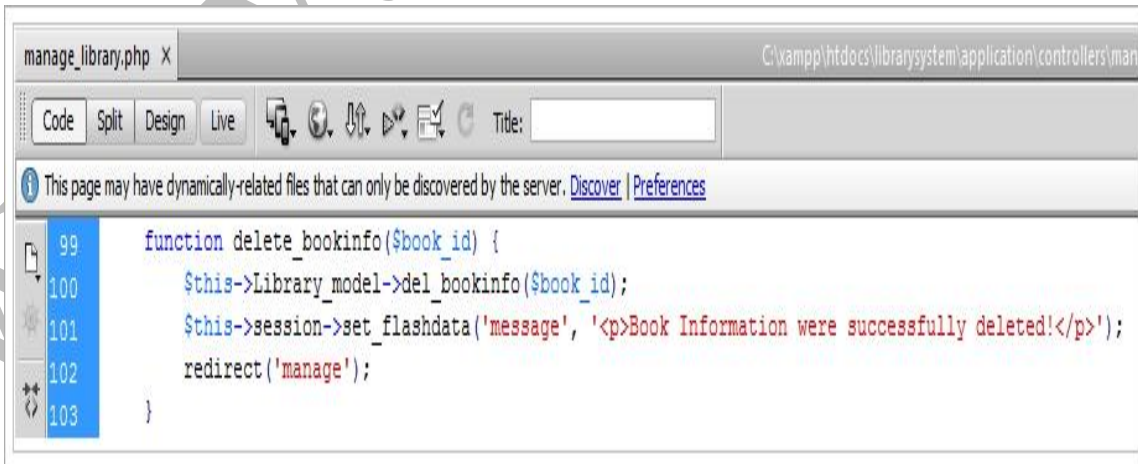 manage_library.php X
C:\xampp\htdocs\librarysystem\application\controllers\man
Code Split Design Live Title:
This page may have dynamically-related files that can only be discovered by the server. Discover | Preferences
99 function delete_bookinfo($book_id) {
100 $this->Library_model->del_bookinfo($book_id);
101 $this->session->set_flashdata('message', '<p>Book Information were successfully deleted!</p>');
102 redirect('manage');
103 }